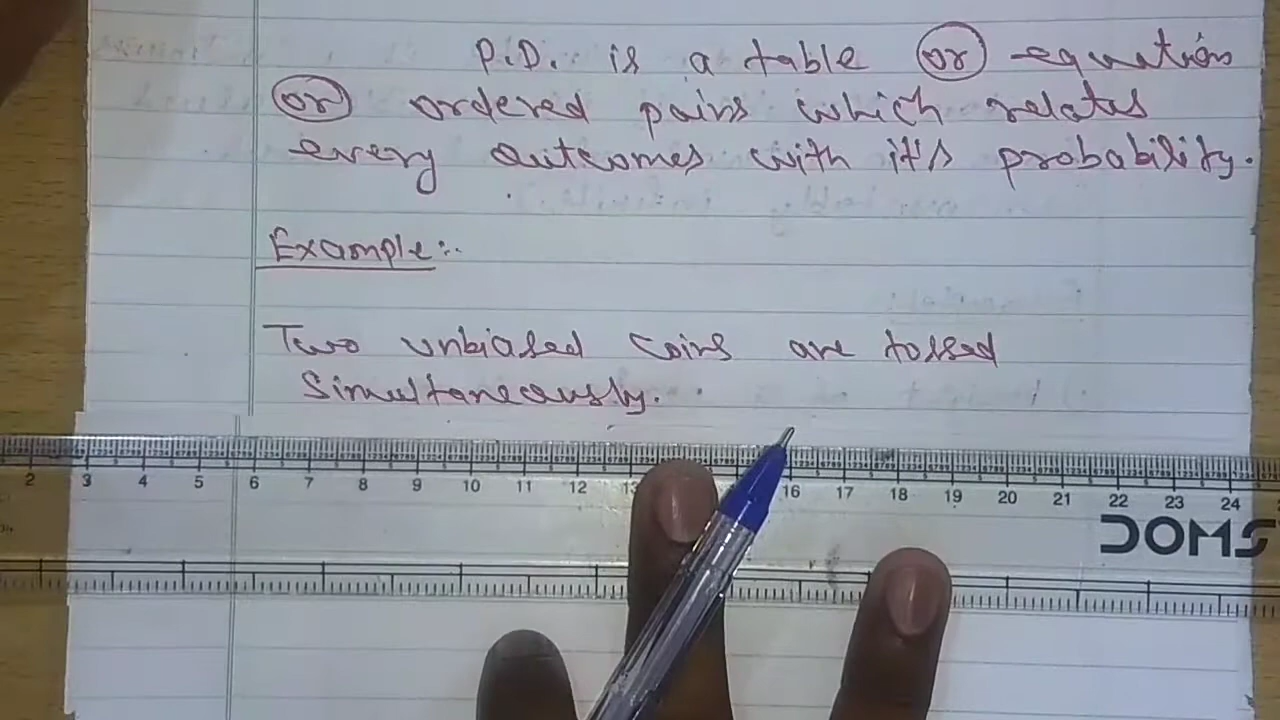 P.D. is a table or equation
or ordered pairs which relates
every outcomes with it's probability.
Example:-
Two unbiased coins are tossed
simultaneously.
2 3 4 5 6 7 8 9 10 11 12 13 16 17 18 19 20 21 22 23 24
DOMS